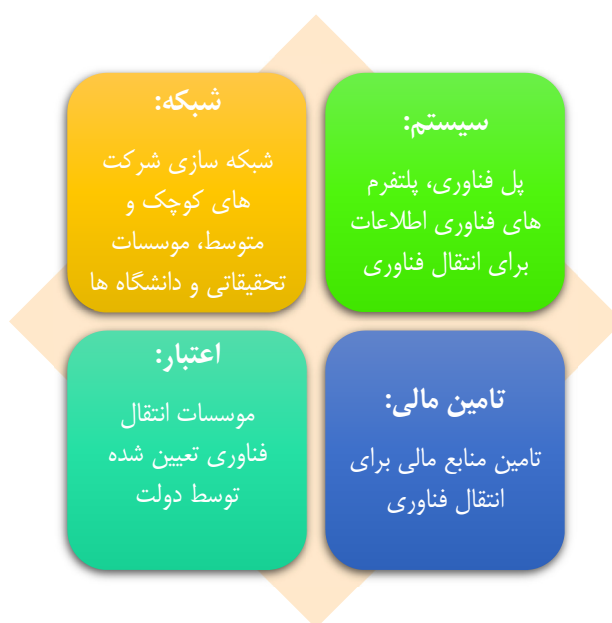 سیستم:
پل فناوری، پلتفرم
های فناوری اطلاعات
برای انتقال فناوری
شبکه:
شبکه سازی شرکت
های کوچک و
متوسط، موسسات
تحقیقاتی و دانشگاه ها
تامین مالی:
تامین منابع مالی برای
انتقال فناوری
اعتبار:
موسسات انتقال
فناوری تعیین شده
توسط دولت